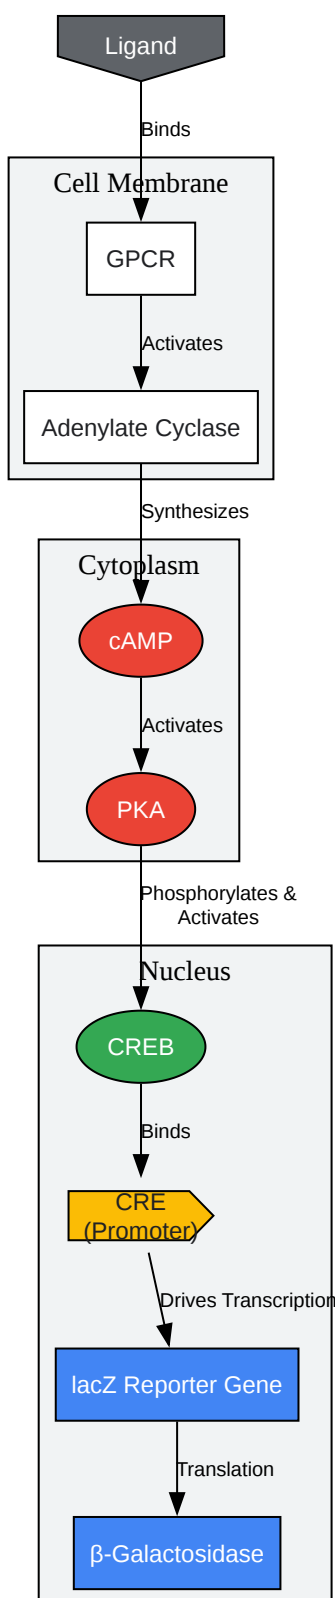 Ligand
Binds
Cell Membrane
GPCR
Activates
Adenylate Cyclase
Synthesizes
Cytoplasm
cAMP
Activates
PKA
Phosphorylates &
Activates
Nucleus
CREB
Binds
CRE
(Promoter)
Drives Transcription
lacZ Reporter Gene
Translation
β-Galactosidase